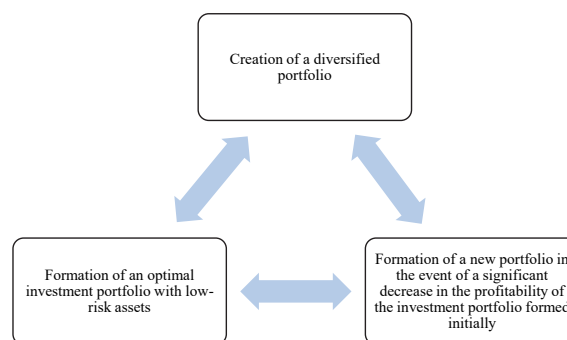 Creation of a diversified
portfolio
Formation of an optimal
investment portfolio with low-
risk assets
Formation of a new portfolio in
the event of a significant
decrease in the profitability of
the investment portfolio formed
initially